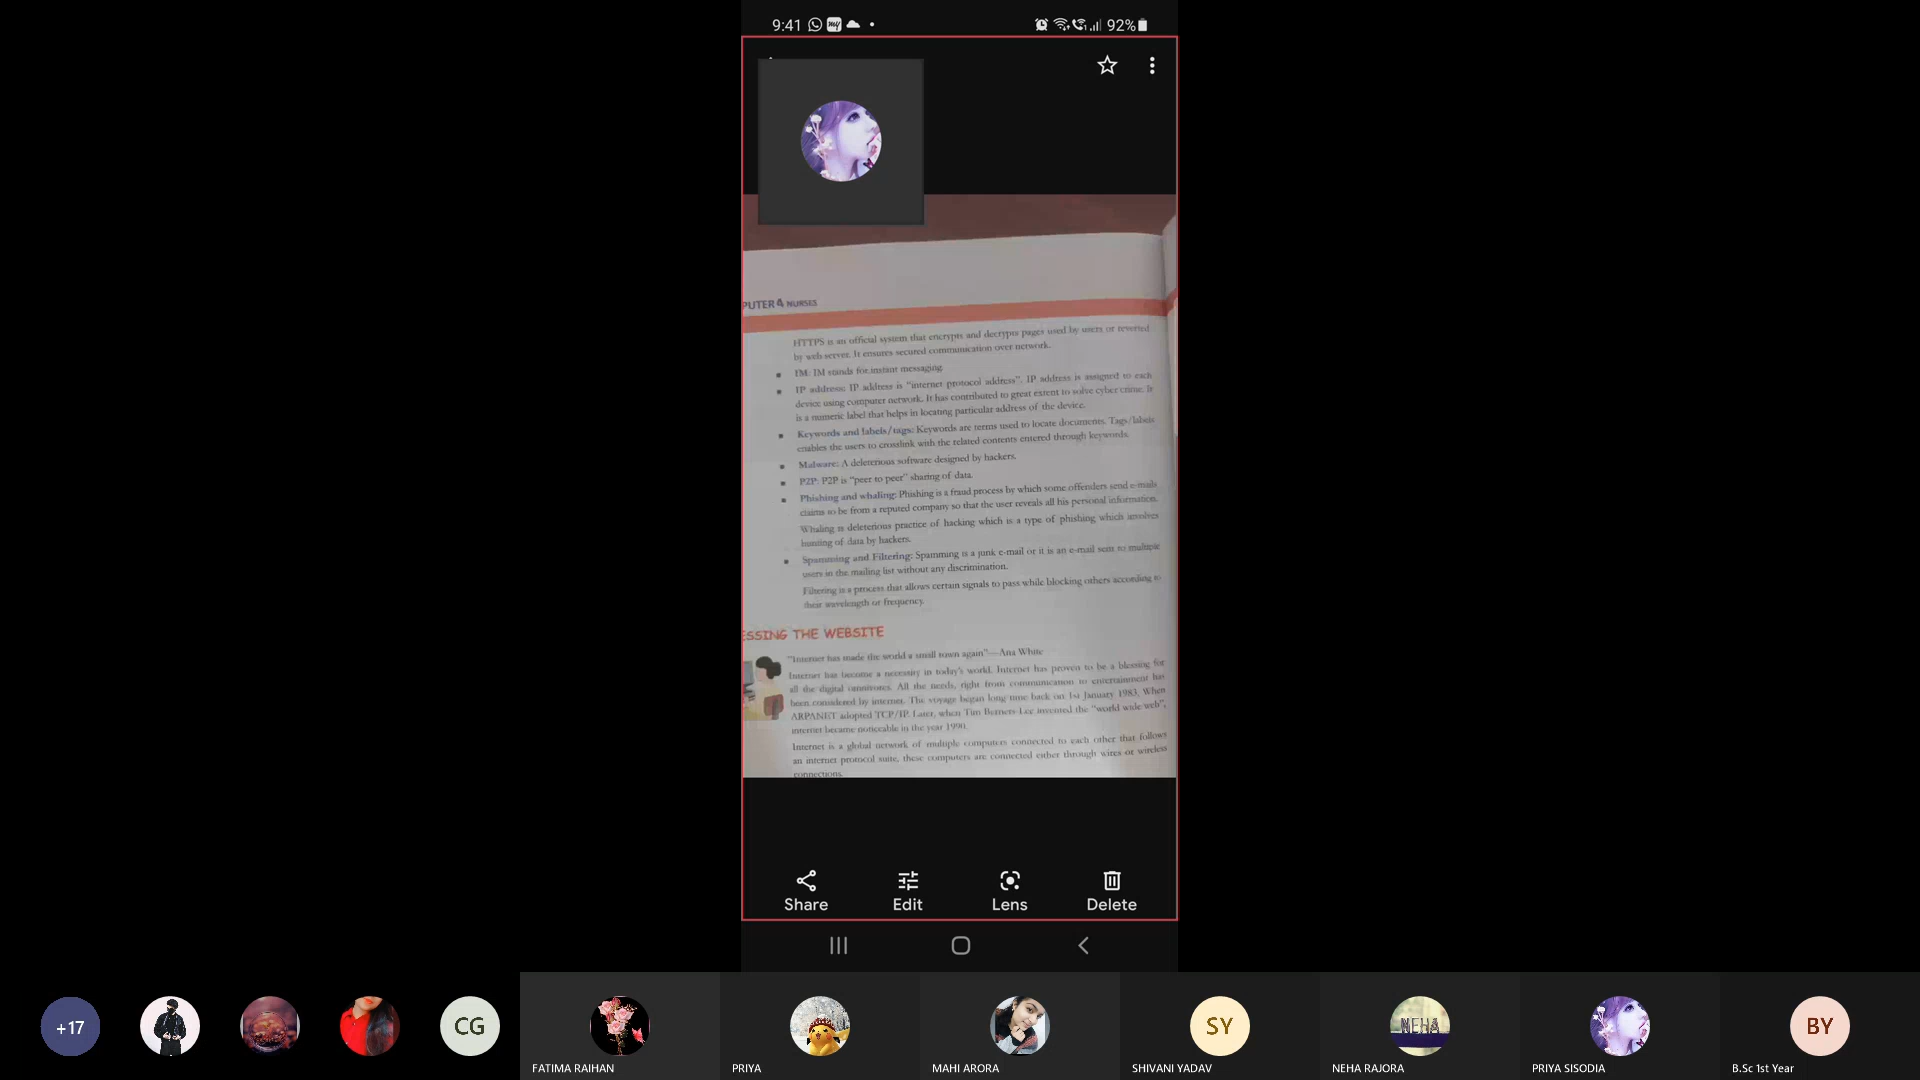 9:41
92%
PUTER 4 NURSES
HTTPS is an official system that encrypts and decrypts pages used by users or reverted
by web server. It ensures secured communication over network.
IM: IM stands for instant messaging.
IP address: IP address is "internet protocol address". IP address is assigned to each
device using computer network. It has contributed to great extent to solve cyber crime. It
is a numeric label that helps in locating particular address of the device.
Keywords and labels/tags: Keywords are terms used to locate documents. Tags/labels
enables the users to crosslink with the related contents entered through keywords.
Malware: A deleterious software designed by hackers.
P2P: P2P is "peer to peer" sharing of data.
Phishing and whaling: Phishing is a fraud process by which some offenders send e-mails
claims to be from a reputed company so that the user reveals all his personal information.
Whaling is deleterious practice of hacking which is a type of phishing which involves
hunting of data by hackers.
Spamming and Filtering: Spamming is a junk e-mail or it is an e-mail sent to multiple
users in the mailing list without any discrimination.
Filtering is a process that allows certain signals to pass while blocking others according to
their wavelength or frequency.
ESSING THE WEBSITE
"Internet has made the world a small town again"—Ana White
Internet has become a necessity in today's world. Internet has proven to be a blessing for
all the digital omnivores. All the needs, right from communication to entertainment has
been considered by internet. The voyage began long time back on 1st January 1983. When
ARPANET adopted TCP/IP. Later, when Tim Berners-Lee invented the "world wide web",
internet became noticeable in the year 1990.
Internet is a global network of multiple computers connected to each other that follows
an internet protocol suite, these computers are connected either through wires or wireless
connections.
Share Edit Lens Delete
+17 CG NEHA SY BY
FATIMA RAIHAN PRIYA MAHI ARORA SHIVANI YADAV NEHA RAJORA PRIYA SISODIA B.Sc 1st Year